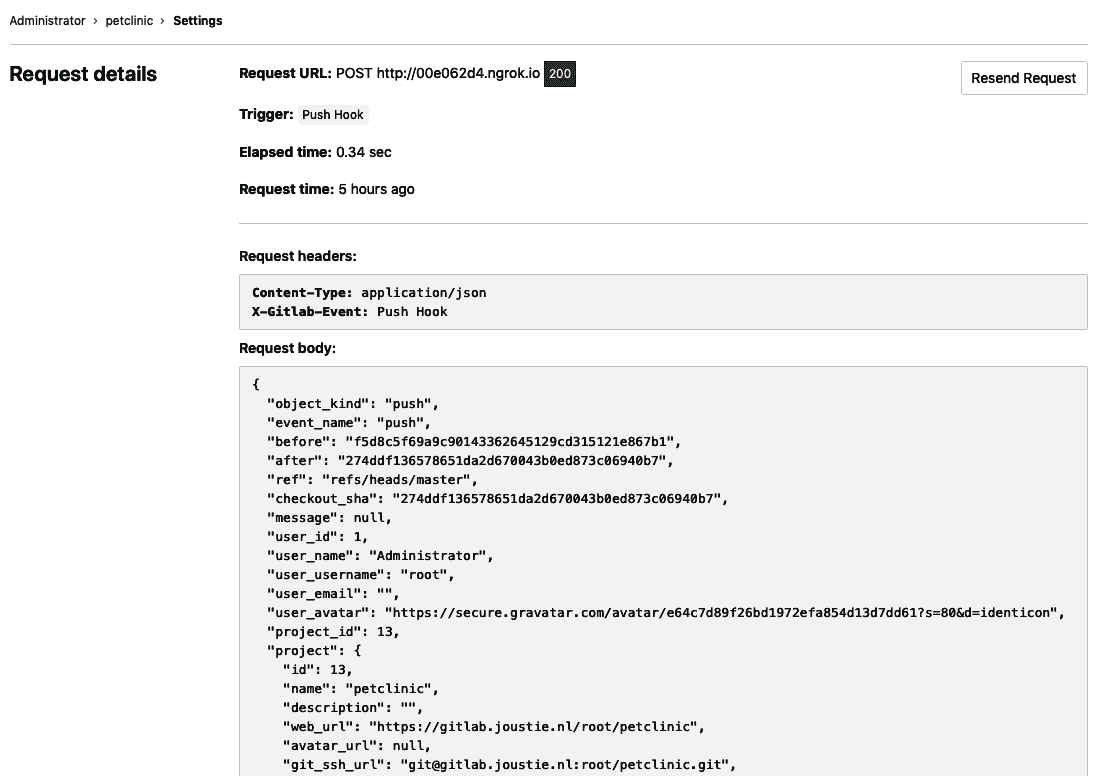 Administrator › petclinic › Settings
Request details
Request URL: POST http://00e062d4.ngrok.io 200
Resend Request
Trigger: Push Hook
Elapsed time: 0.34 sec
Request time: 5 hours ago
Request headers:
Content-Type: application/json
X-Gitlab-Event: Push Hook
Request body:
{
  "object_kind": "push",
  "event_name": "push",
  "before": "f5d8c5f69a9c90143362645129cd315121e867b1",
  "after": "274ddf136578651da2d670043b0ed873c06940b7",
  "ref": "refs/heads/master",
  "checkout_sha": "274ddf136578651da2d670043b0ed873c06940b7",
  "message": null,
  "user_id": 1,
  "user_name": "Administrator",
  "user_username": "root",
  "user_email": "",
  "user_avatar": "https://secure.gravatar.com/avatar/e64c7d89f26bd1972efa854d13d7dd61?s=80&d=identicon",
  "project_id": 13,
  "project": {
    "id": 13,
    "name": "petclinic",
    "description": "",
    "web_url": "https://gitlab.joustie.nl/root/petclinic",
    "avatar_url": null,
    "git_ssh_url": "git@gitlab.joustie.nl:root/petclinic.git",